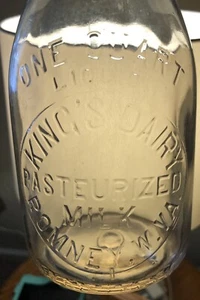 ONE QUART
LIQUID
KING'S DAIRY
PASTEURIZED
MILK
ROMNEY, W. VA.